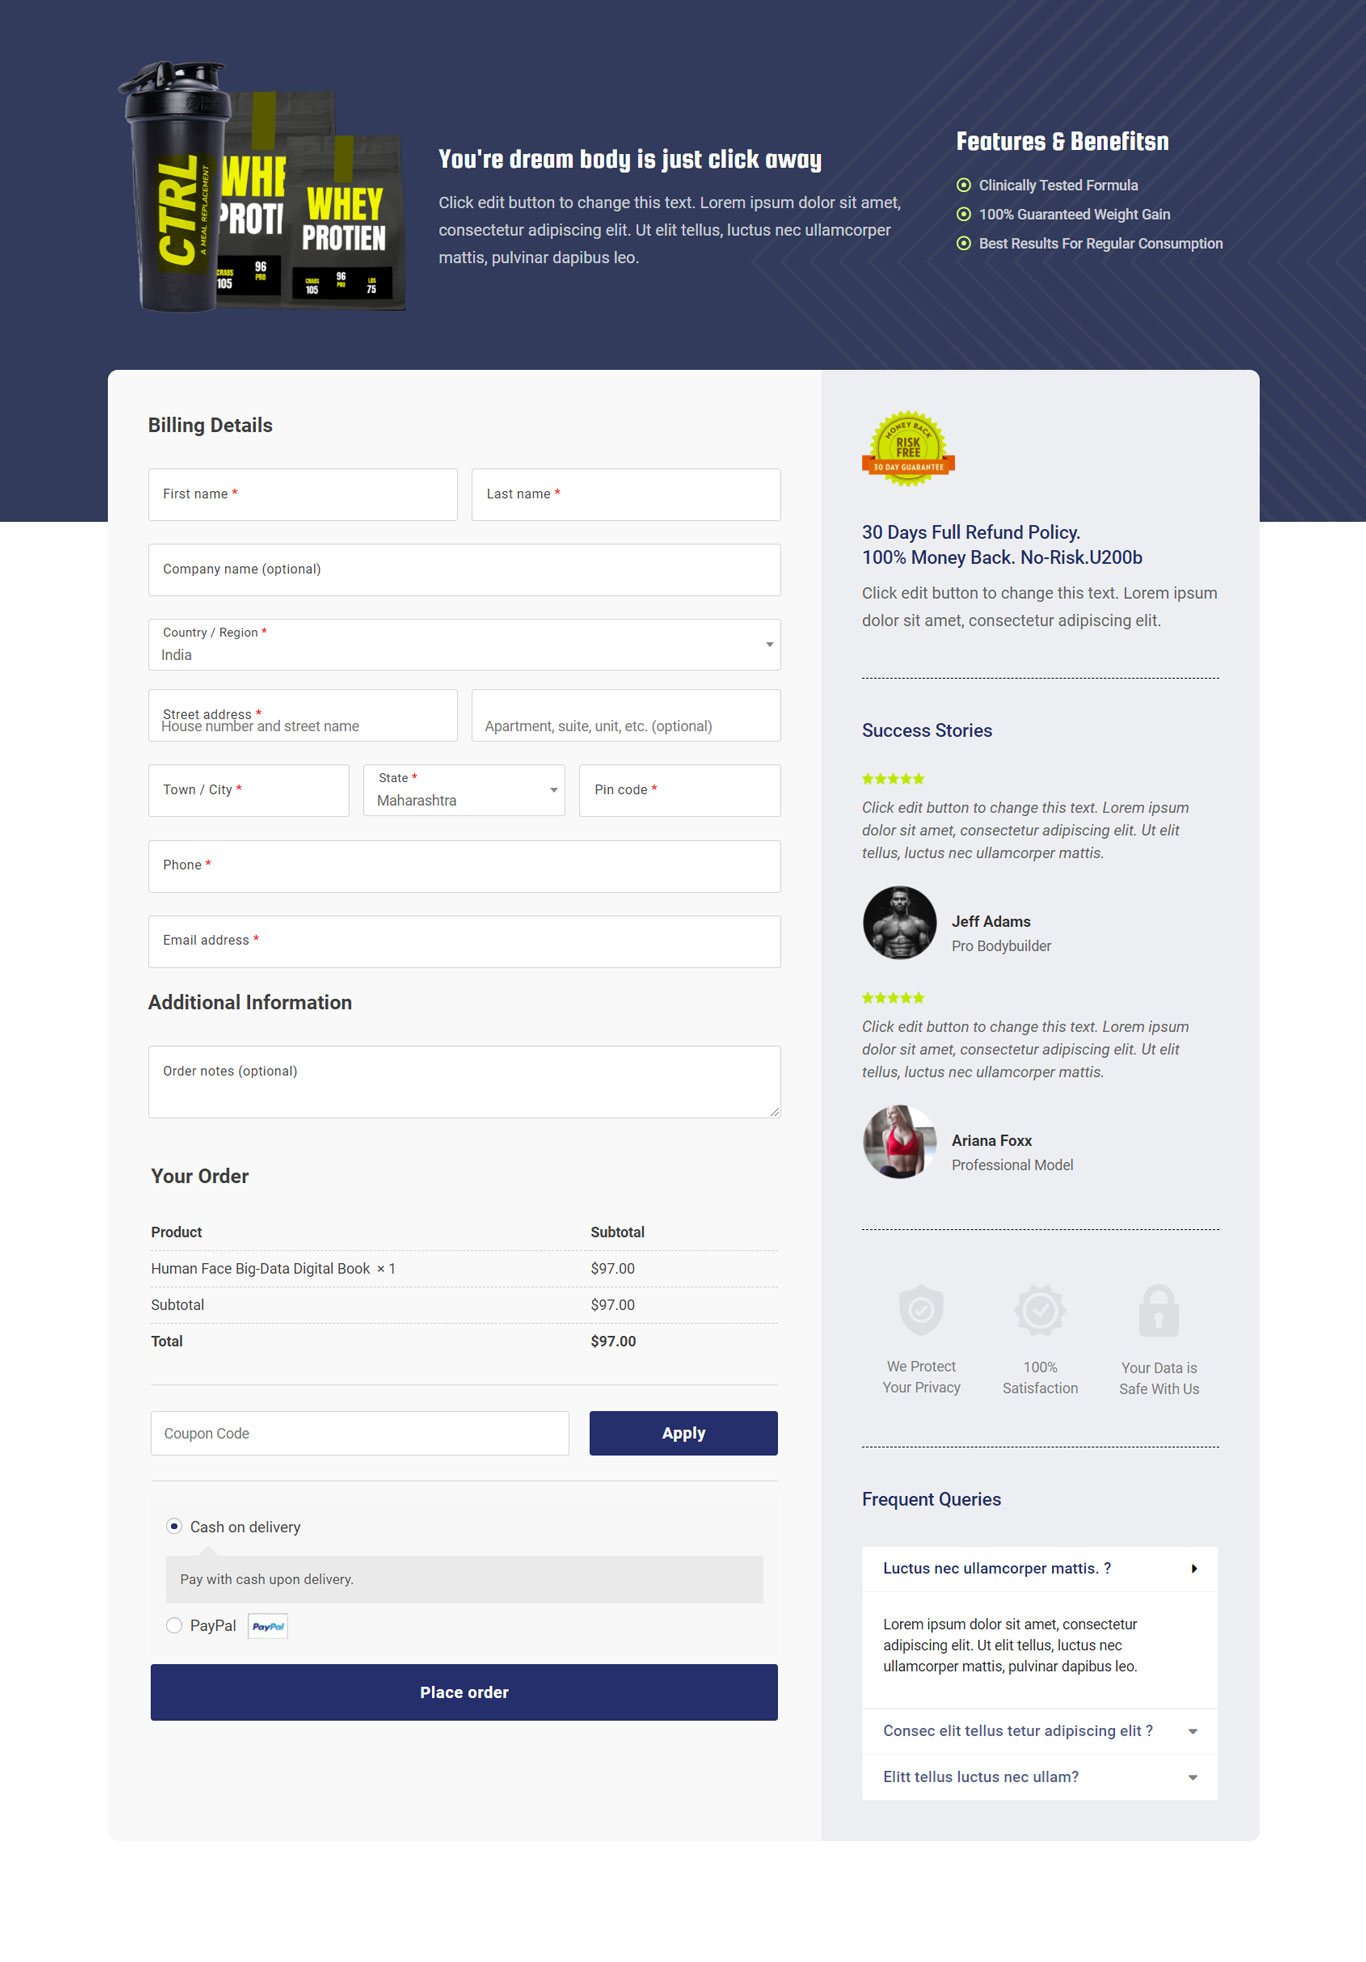 CTRL
A MEAL REPLACEMENT
WHE
PROTI
CRABS
105
96
PRO
WHEY
PROTIEN
CRABS
105
96
PRO
LBS
75
You're dream body is just click away
Click edit button to change this text. Lorem ipsum dolor sit amet,
consectetur adipiscing elit. Ut elit tellus, luctus nec ullamcorper
mattis, pulvinar dapibus leo.
Features & Benefitsn
Clinically Tested Formula
100% Guaranteed Weight Gain
Best Results For Regular Consumption
Billing Details
First name *
Last name *
Company name (optional)
Country / Region *
India
Street address *
House number and street name
Apartment, suite, unit, etc. (optional)
Town / City *
State *
Maharashtra
Pin code *
Phone *
Email address *
Additional Information
Order notes (optional)
Your Order
Product Subtotal
Human Face Big-Data Digital Book × 1 $97.00
Subtotal $97.00
Total $97.00
Coupon Code
Apply
Cash on delivery
Pay with cash upon delivery.
PayPal PayPal
Place order
MONEY BACK
RISK
FREE
30 DAY GUARANTEE
30 Days Full Refund Policy.
100% Money Back. No-Risk.U200b
Click edit button to change this text. Lorem ipsum
dolor sit amet, consectetur adipiscing elit.
Success Stories
Click edit button to change this text. Lorem ipsum
dolor sit amet, consectetur adipiscing elit. Ut elit
tellus, luctus nec ullamcorper mattis.
Jeff Adams
Pro Bodybuilder
Click edit button to change this text. Lorem ipsum
dolor sit amet, consectetur adipiscing elit. Ut elit
tellus, luctus nec ullamcorper mattis.
Ariana Foxx
Professional Model
We Protect
Your Privacy
100%
Satisfaction
Your Data is
Safe With Us
Frequent Queries
Luctus nec ullamcorper mattis. ?
Lorem ipsum dolor sit amet, consectetur
adipiscing elit. Ut elit tellus, luctus nec
ullamcorper mattis, pulvinar dapibus leo.
Consec elit tellus tetur adipiscing elit ?
Elitt tellus luctus nec ullam?